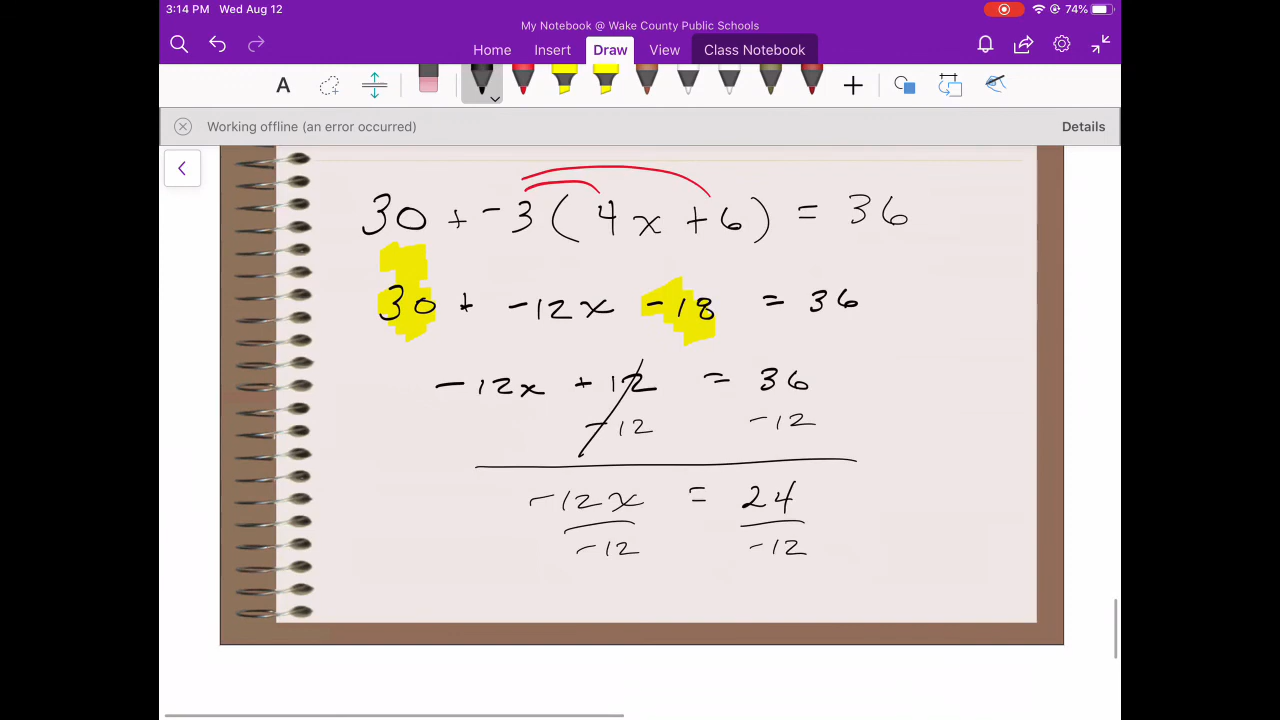 3:14 PM Wed Aug 12 74%
My Notebook @ Wake County Public Schools
Home Insert Draw View Class Notebook
A
Working offline (an error occurred) Details
30 + -3 ( 4x + 6 ) = 36
30 + -12x -18 = 36
-12x + 12 = 36
-12 -12
-12x = 24
-12 -12